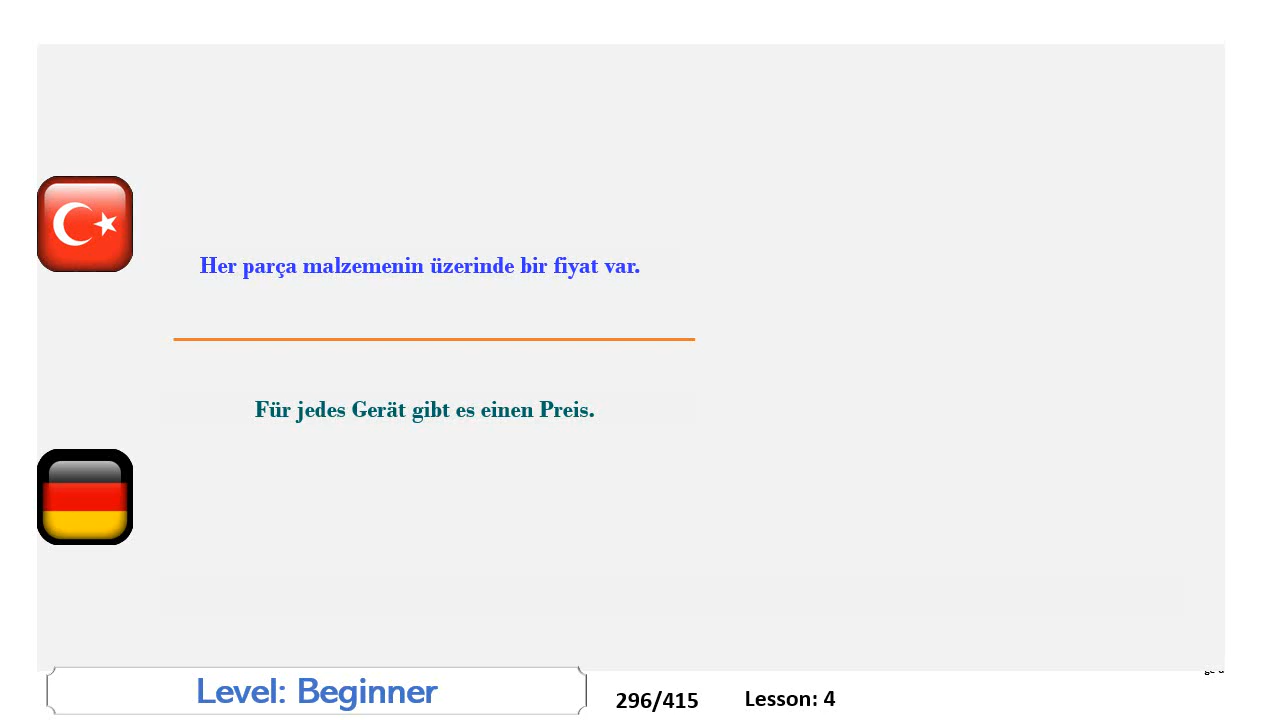 Her parça malzemenin üzerinde bir fiyat var.
Für jedes Gerät gibt es einen Preis.
Level: Beginner
296/415
Lesson: 4